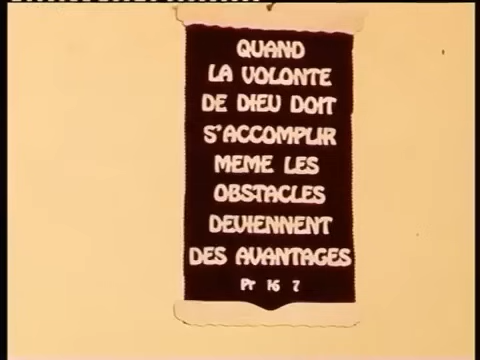 QUAND
LA VOLONTE
DE DIEU DOIT
S'ACCOMPLIR
MEME LES
OBSTACLES
DEVIENNENT
DES AVANTAGES
Pr 16 7